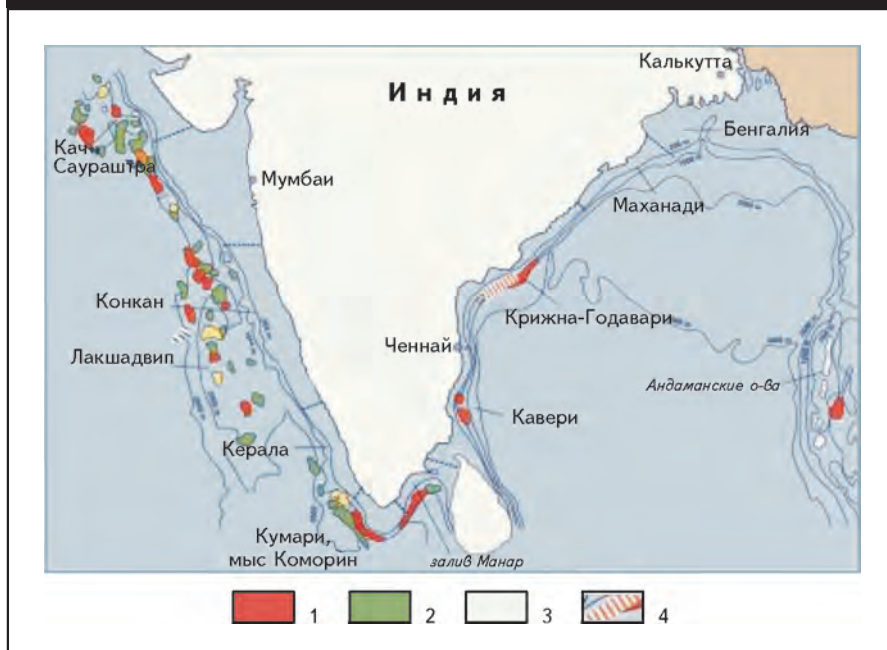 Калькутта
Индия
Бенгалия
Кач
Саураштра
Мумбаи
Маханади
Конкан
Крижна-Годавари
Лакшадвип
Ченнай
Андаманские о-ва
Кавери
Керала
Кумари,
мыс Коморин
залив Манар
1 2 3 4